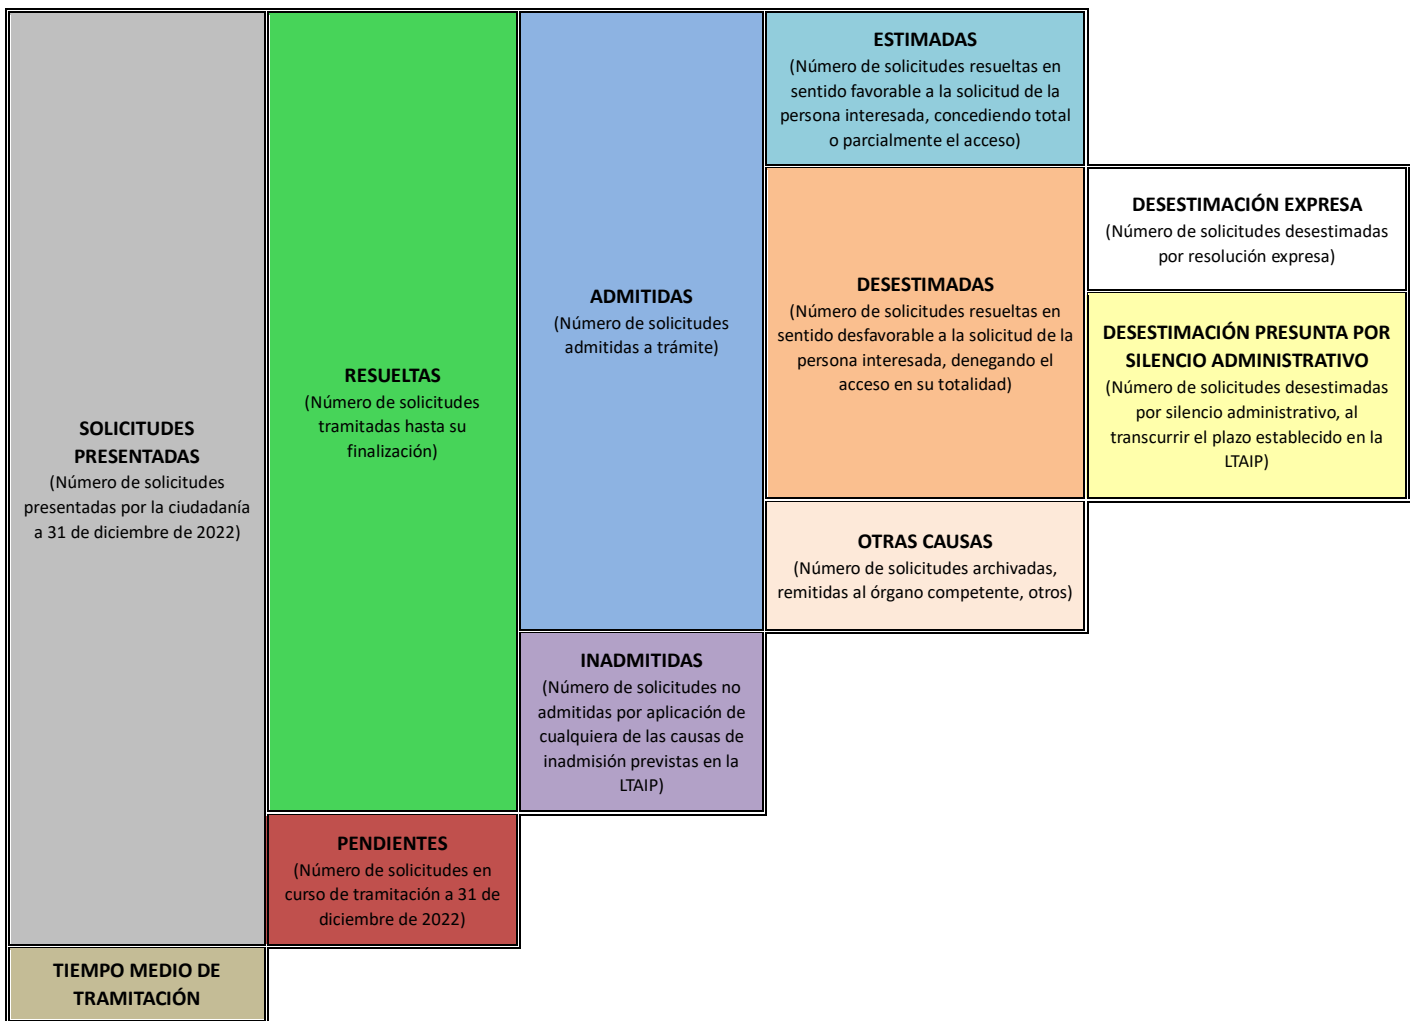 SOLICITUDES
PRESENTADAS
(Número de solicitudes
presentadas por la ciudadanía
a 31 de diciembre de 2022)
RESUELTAS
(Número de solicitudes
tramitadas hasta su
finalización)
ADMITIDAS
(Número de solicitudes
admitidas a trámite)
ESTIMADAS
(Número de solicitudes resueltas en
sentido favorable a la solicitud de la
persona interesada, concediendo total
o parcialmente el acceso)
DESESTIMADAS
(Número de solicitudes resueltas en
sentido desfavorable a la solicitud de la
persona interesada, denegando el
acceso en su totalidad)
DESESTIMACIÓN EXPRESA
(Número de solicitudes desestimadas
por resolución expresa)
DESESTIMACIÓN PRESUNTA POR
SILENCIO ADMINISTRATIVO
(Número de solicitudes desestimadas
por silencio administrativo, al
transcurrir el plazo establecido en la
LTAIP)
OTRAS CAUSAS
(Número de solicitudes archivadas,
remitidas al órgano competente, otros)
INADMITIDAS
(Número de solicitudes no
admitidas por aplicación de
cualquiera de las causas de
inadmisión previstas en la
LTAIP)
PENDIENTES
(Número de solicitudes en
curso de tramitación a 31 de
diciembre de 2022)
TIEMPO MEDIO DE
TRAMITACIÓN